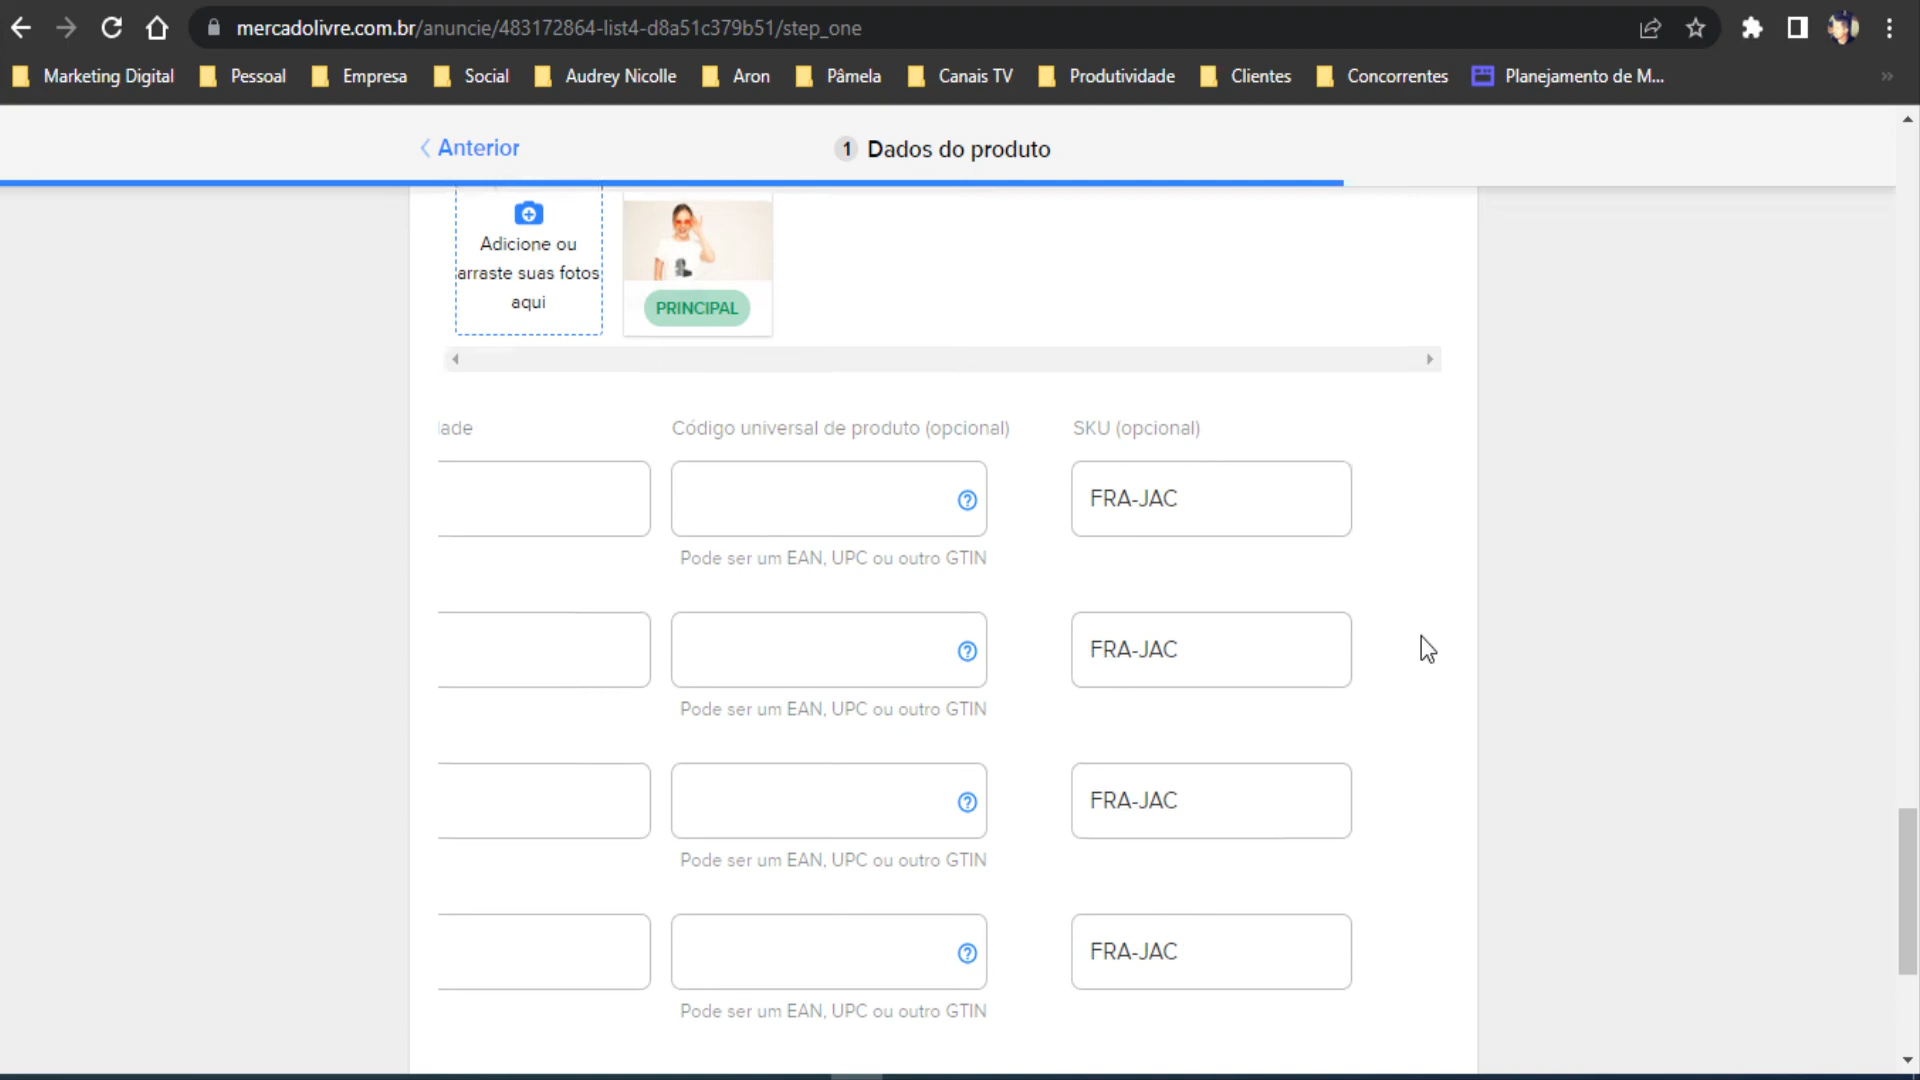 mercadolivre.com.br/anuncie/483172864-list4-d8a51c379b51/step_one
Marketing Digital Pessoal Empresa Social Audrey Nicolle Aron Pâmela Canais TV Produtividade Clientes Concorrentes Planejamento de M...
Anterior
1 Dados do produto
Adicione ou
arraste suas fotos
aqui
PRINCIPAL
lade Código universal de produto (opcional) SKU (opcional)
FRA-JAC
Pode ser um EAN, UPC ou outro GTIN
FRA-JAC
Pode ser um EAN, UPC ou outro GTIN
FRA-JAC
Pode ser um EAN, UPC ou outro GTIN
FRA-JAC
Pode ser um EAN, UPC ou outro GTIN